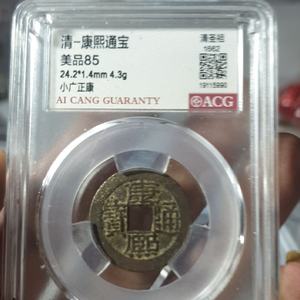 清-康熙通宝
美品85
24.2*1.4mm 4.3g
小广正康
AI CANG GUARANTY
清圣祖
1662
19115990
ACG
康熙通寶